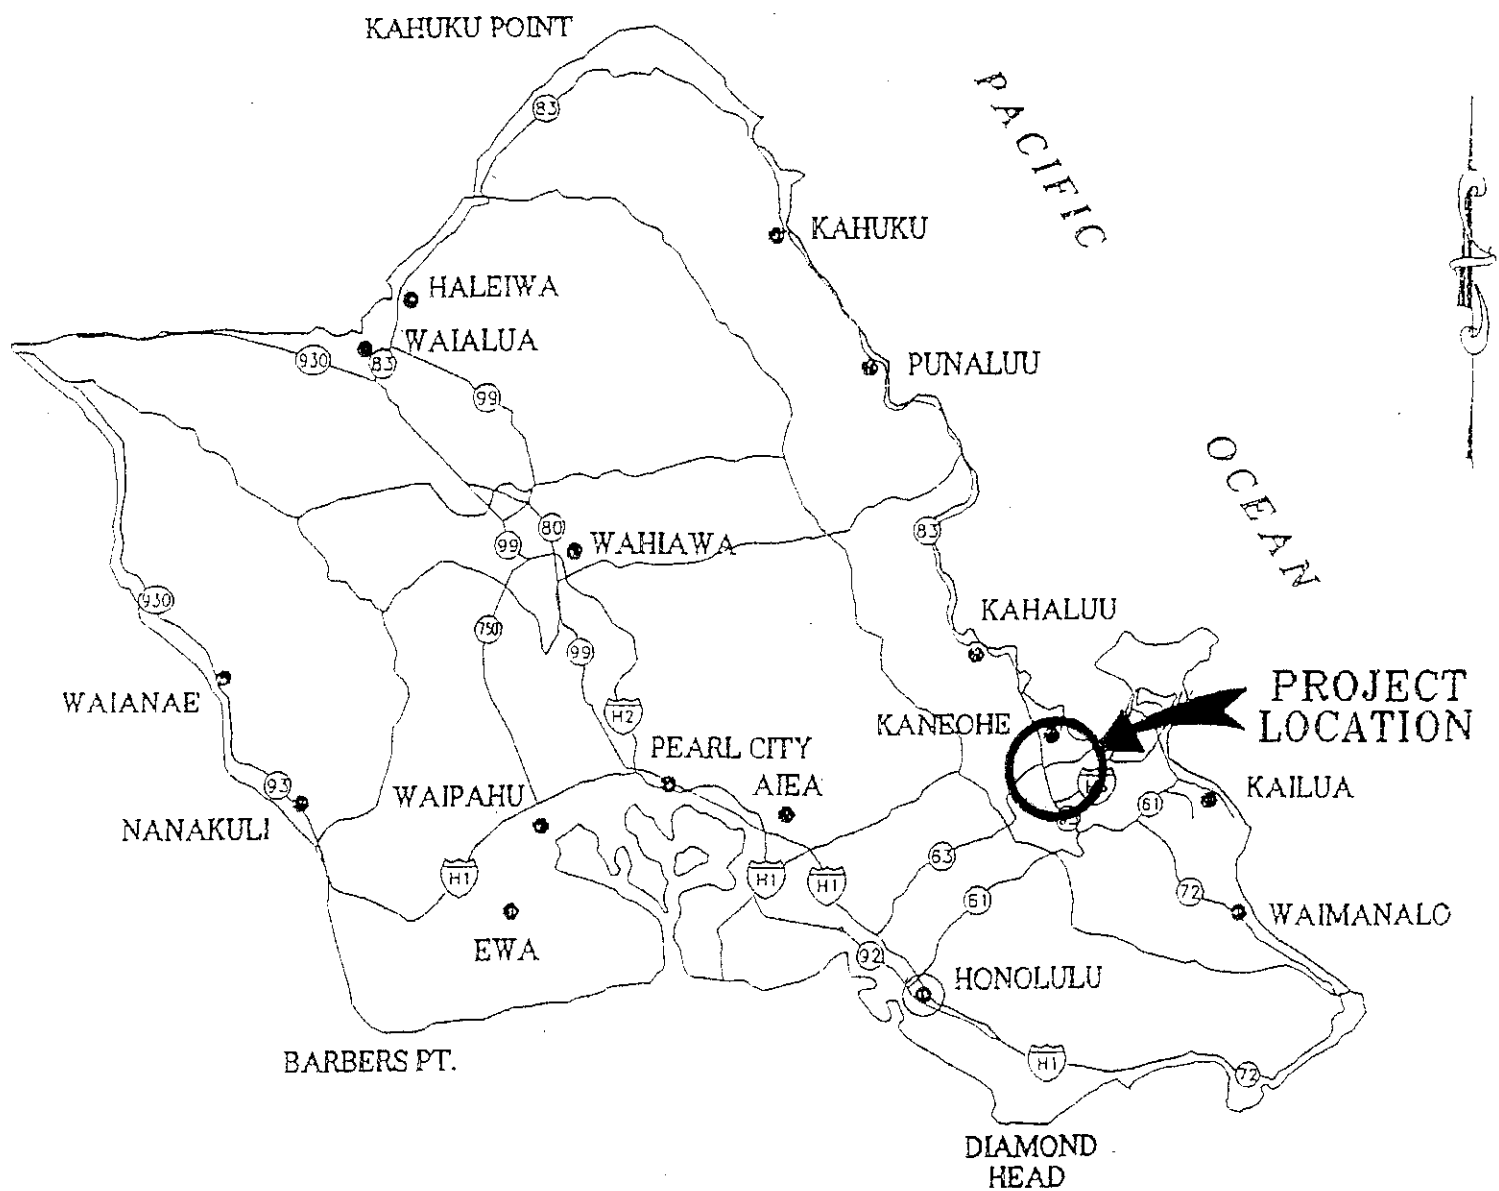 KAHUKU POINT
PACIFIC
83
KAHUKU
HALEIWA
WAIALUA
930
83
PUNALUU
99
OCEAN
83
80
99
WAHIAWA
930
KAHALUU
750
99
WAIANAE
H2
KANEOHE
PROJECT
LOCATION
PEARL CITY
93
WAIPAHU
AIEA
KAILUA
61
NANAKULI
63
H1
H1
H1
61
72
WAIMANALO
EWA
92
HONOLULU
BARBERS PT.
H1
72
DIAMOND
HEAD